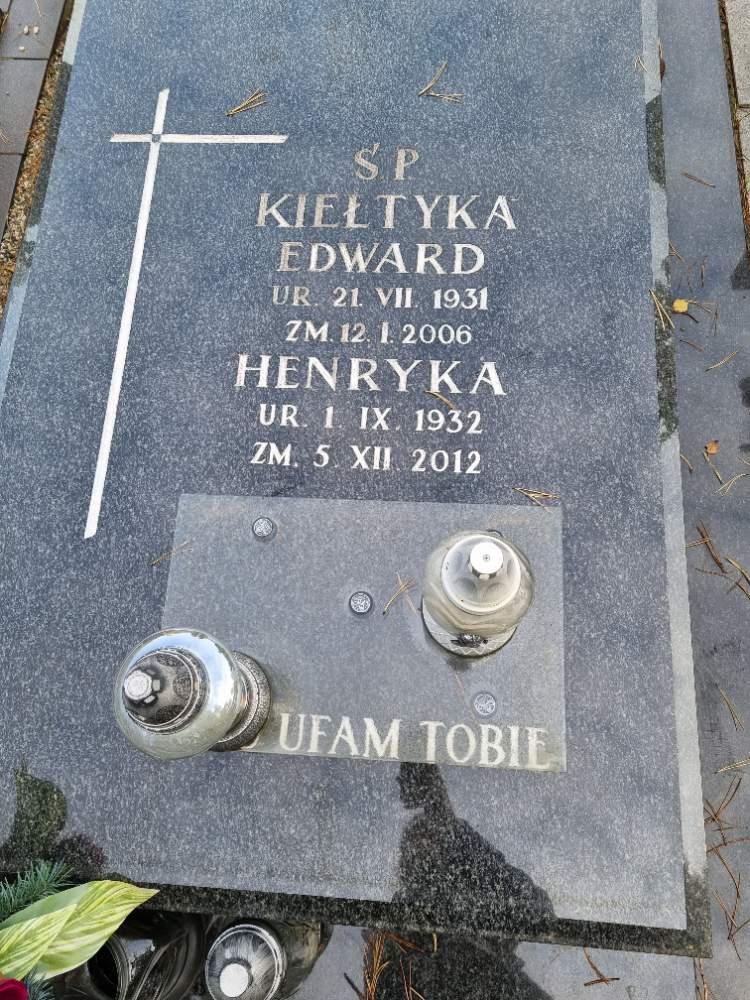 Ś P
KIEŁTYKA
EDWARD
UR. 21. VII. 1931
ZM. 12. I. 2006
HENRYKA
UR. 1. IX. 1932
ZM. 5. XII. 2012
UFAM TOBIE